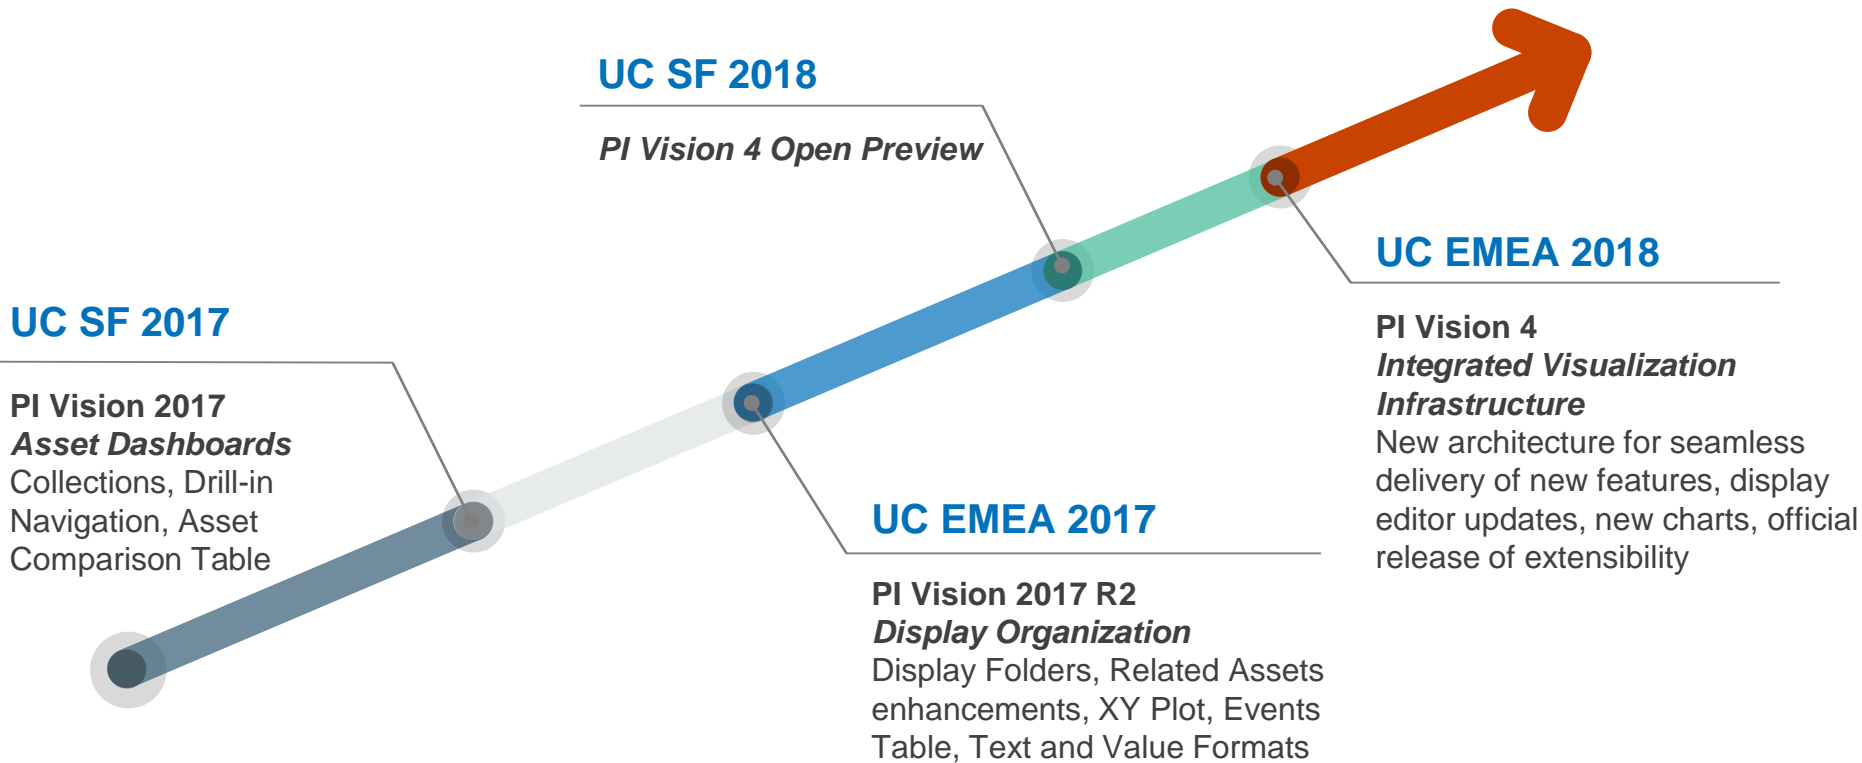 UC SF 2018
PI Vision 4 Open Preview
UC SF 2017
PI Vision 2017
Asset Dashboards
Collections, Drill-in
Navigation, Asset
Comparison Table
UC EMEA 2017
PI Vision 2017 R2
Display Organization
Display Folders, Related Assets
enhancements, XY Plot, Events
Table, Text and Value Formats
UC EMEA 2018
PI Vision 4
Integrated Visualization
Infrastructure
New architecture for seamless
delivery of new features, display
editor updates, new charts, official
release of extensibility